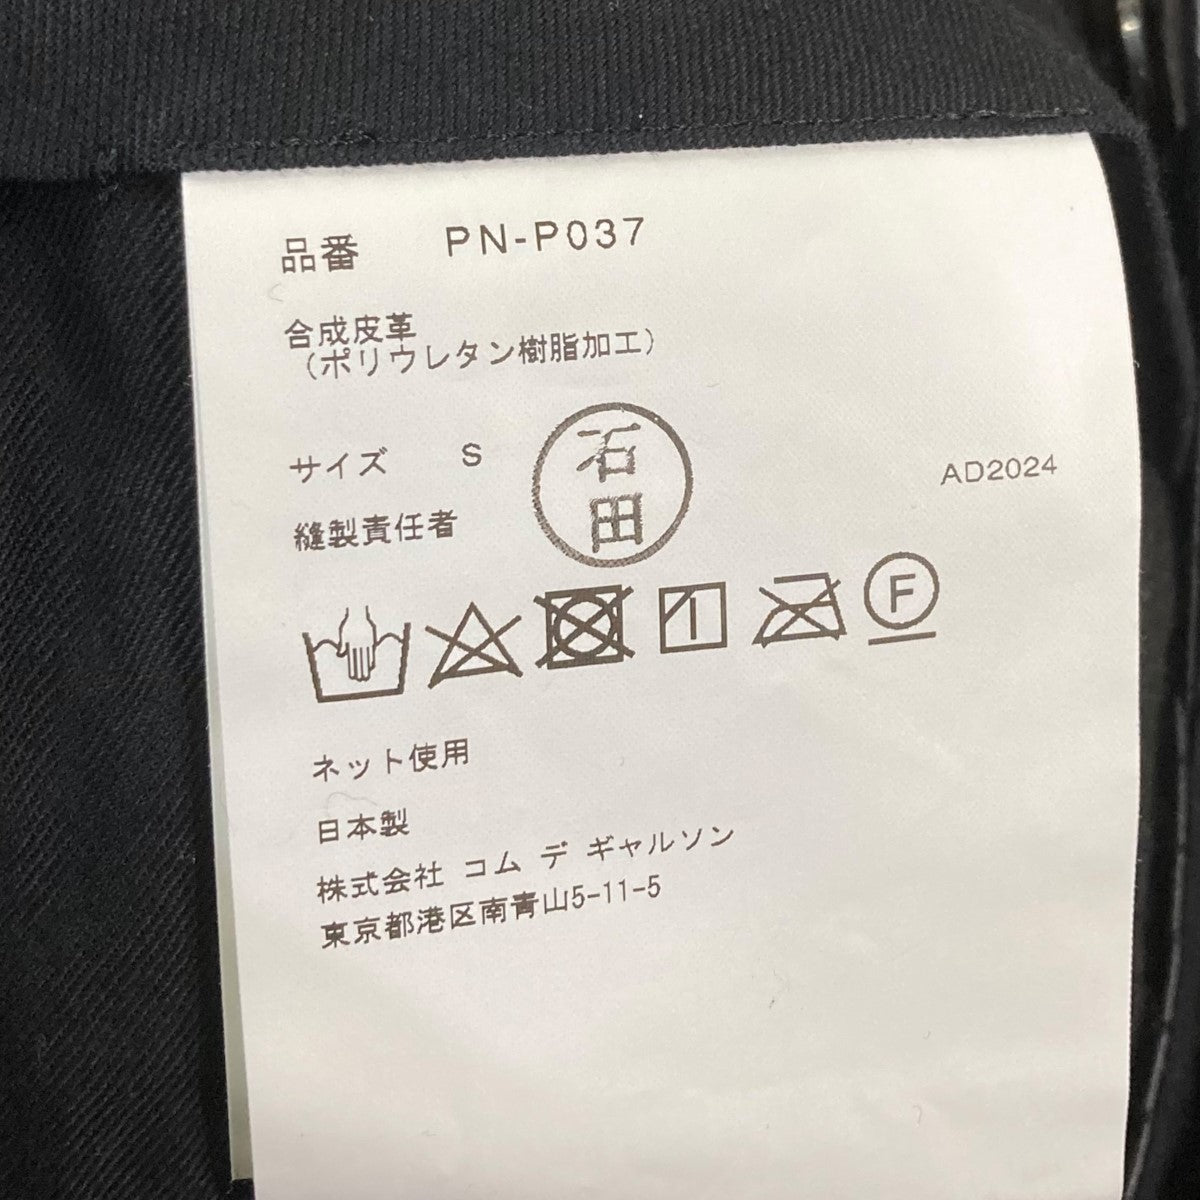 品番 PN-P037
合成皮革
(ポリウレタン樹脂加工)
サイズ S
石田
AD2024
縫製責任者
F
ネット使用
日本製
株式会社 コム デ ギャルソン
東京都港区南青山5-11-5